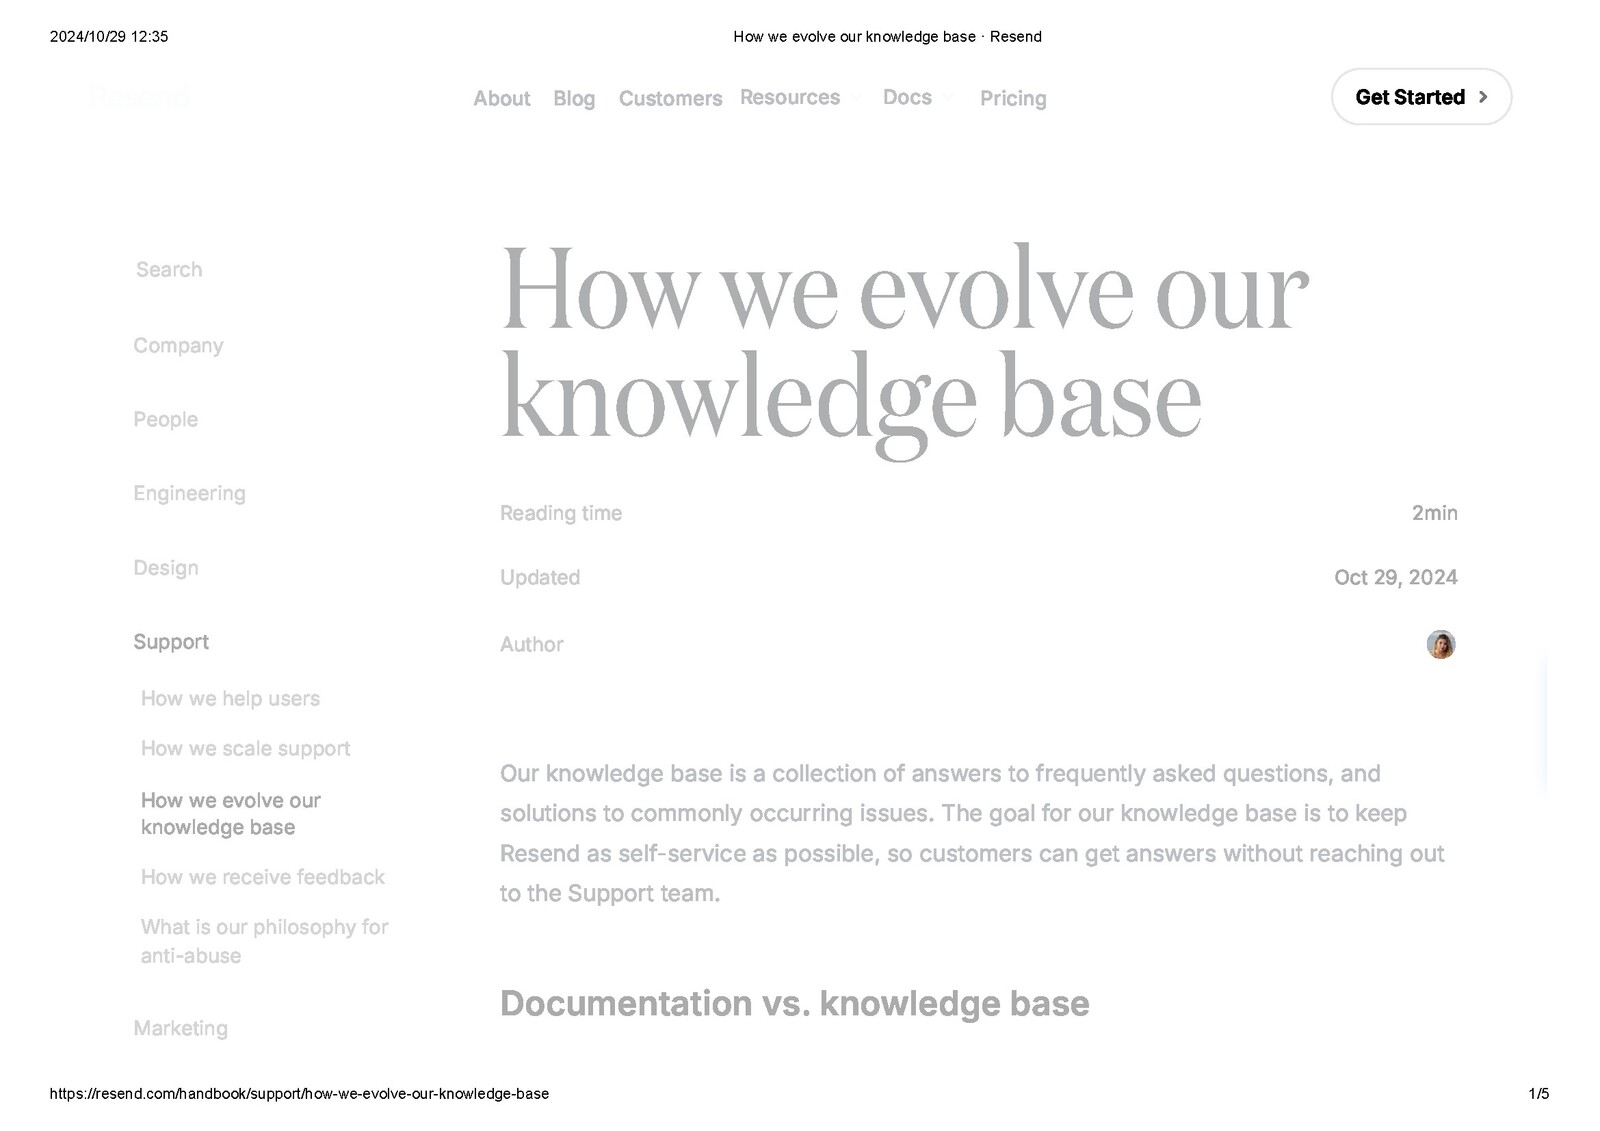 2024/10/29 12:35
How we evolve our knowledge base · Resend
Resend
About
Blog
Customers
Resources
Docs
Pricing
Get Started
Search
Company
People
Engineering
Design
Support
How we help users
How we scale support
How we evolve our
knowledge base
How we receive feedback
What is our philosophy for
anti-abuse
Marketing
How we evolve our
knowledge base
Reading time
2min
Updated
Oct 29, 2024
Author
Our knowledge base is a collection of answers to frequently asked questions, and
solutions to commonly occurring issues. The goal for our knowledge base is to keep
Resend as self-service as possible, so customers can get answers without reaching out
to the Support team.
Documentation vs. knowledge base
https://resend.com/handbook/support/how-we-evolve-our-knowledge-base
1/5